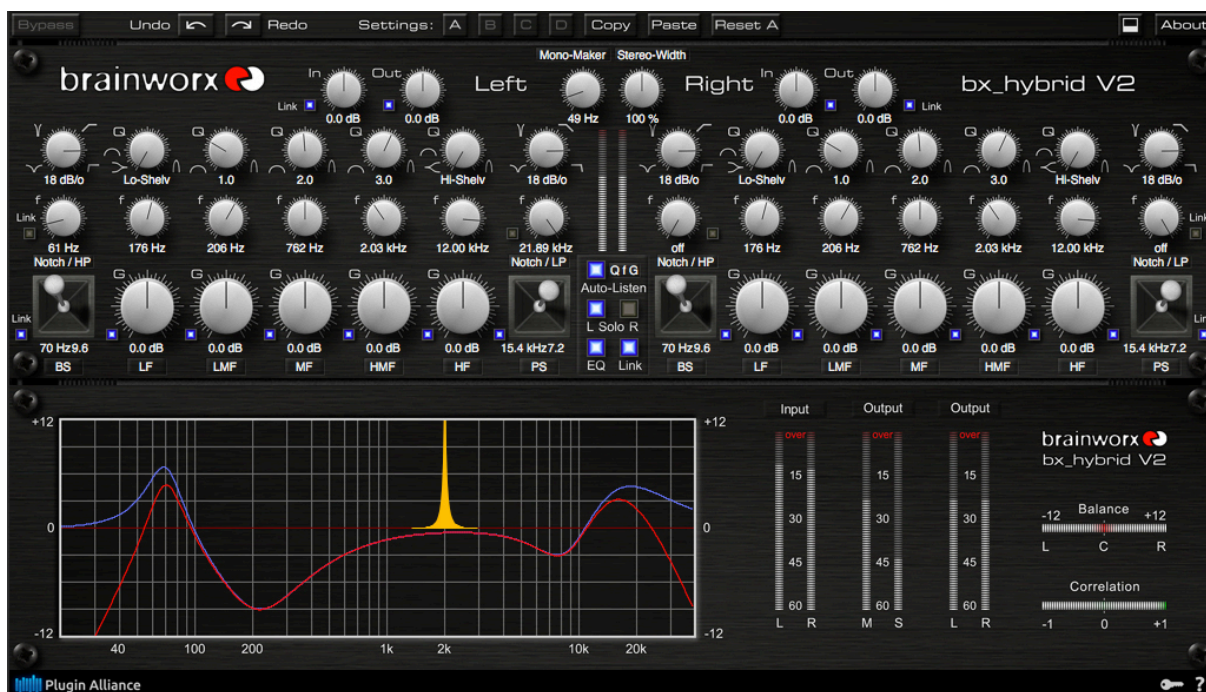 Bypass Undo Redo Settings: A B C D Copy Paste Reset A About
Mono-Maker Stereo-Width
brainworx In Out Left Right In Out bx_hybrid V2
Link Link
0.0 dB 0.0 dB 49 Hz 100 % 0.0 dB 0.0 dB
Q Q Q Q Q Q Q Q Q Q
18 dB/o Lo-Shelv 1.0 2.0 3.0 Hi-Shelv 18 dB/o 18 dB/o Lo-Shelv 1.0 2.0 3.0 Hi-Shelv 18 dB/o
f f f f f f f f f f f f f f
Link Link
61 Hz 176 Hz 206 Hz 762 Hz 2.03 kHz 12.00 kHz 21.89 kHz off 176 Hz 206 Hz 762 Hz 2.03 kHz 12.00 kHz off
Notch / HP Notch / LP Notch / HP Notch / LP
G G G G G Q f G G G G G G
Auto-Listen
Link L Solo R Link
70 Hz 9.6 0.0 dB 0.0 dB 0.0 dB 0.0 dB 0.0 dB 15.4 kHz 7.2 70 Hz 9.6 0.0 dB 0.0 dB 0.0 dB 0.0 dB 0.0 dB 15.4 kHz 7.2
BS LF LMF MF HMF HF PS EQ Link BS LF LMF MF HMF HF PS
Input Output Output
+12 +12
over over over
brainworx
bx_hybrid V2
15 15 15
-12 Balance +12
30 30 30
0 0
L C R
45 45 45
Correlation
60 60 60
-1 0 +1
L R M S L R
-12 -12
40 100 200 1k 2k 10k 20k
Plugin Alliance ?